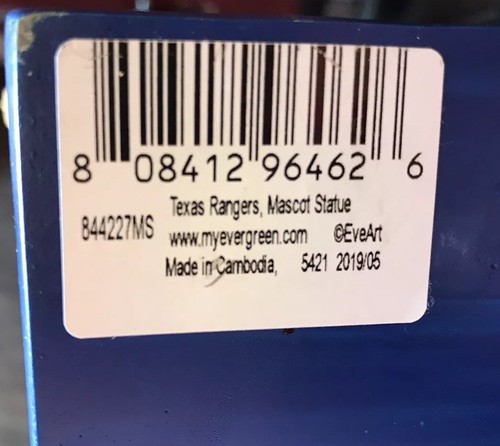 8 08412 96462 6
Texas Rangers, Mascot Statue
844227MS
www.myevergreen.com ©EveArt
Made in Cambodia, 5421 2019/05